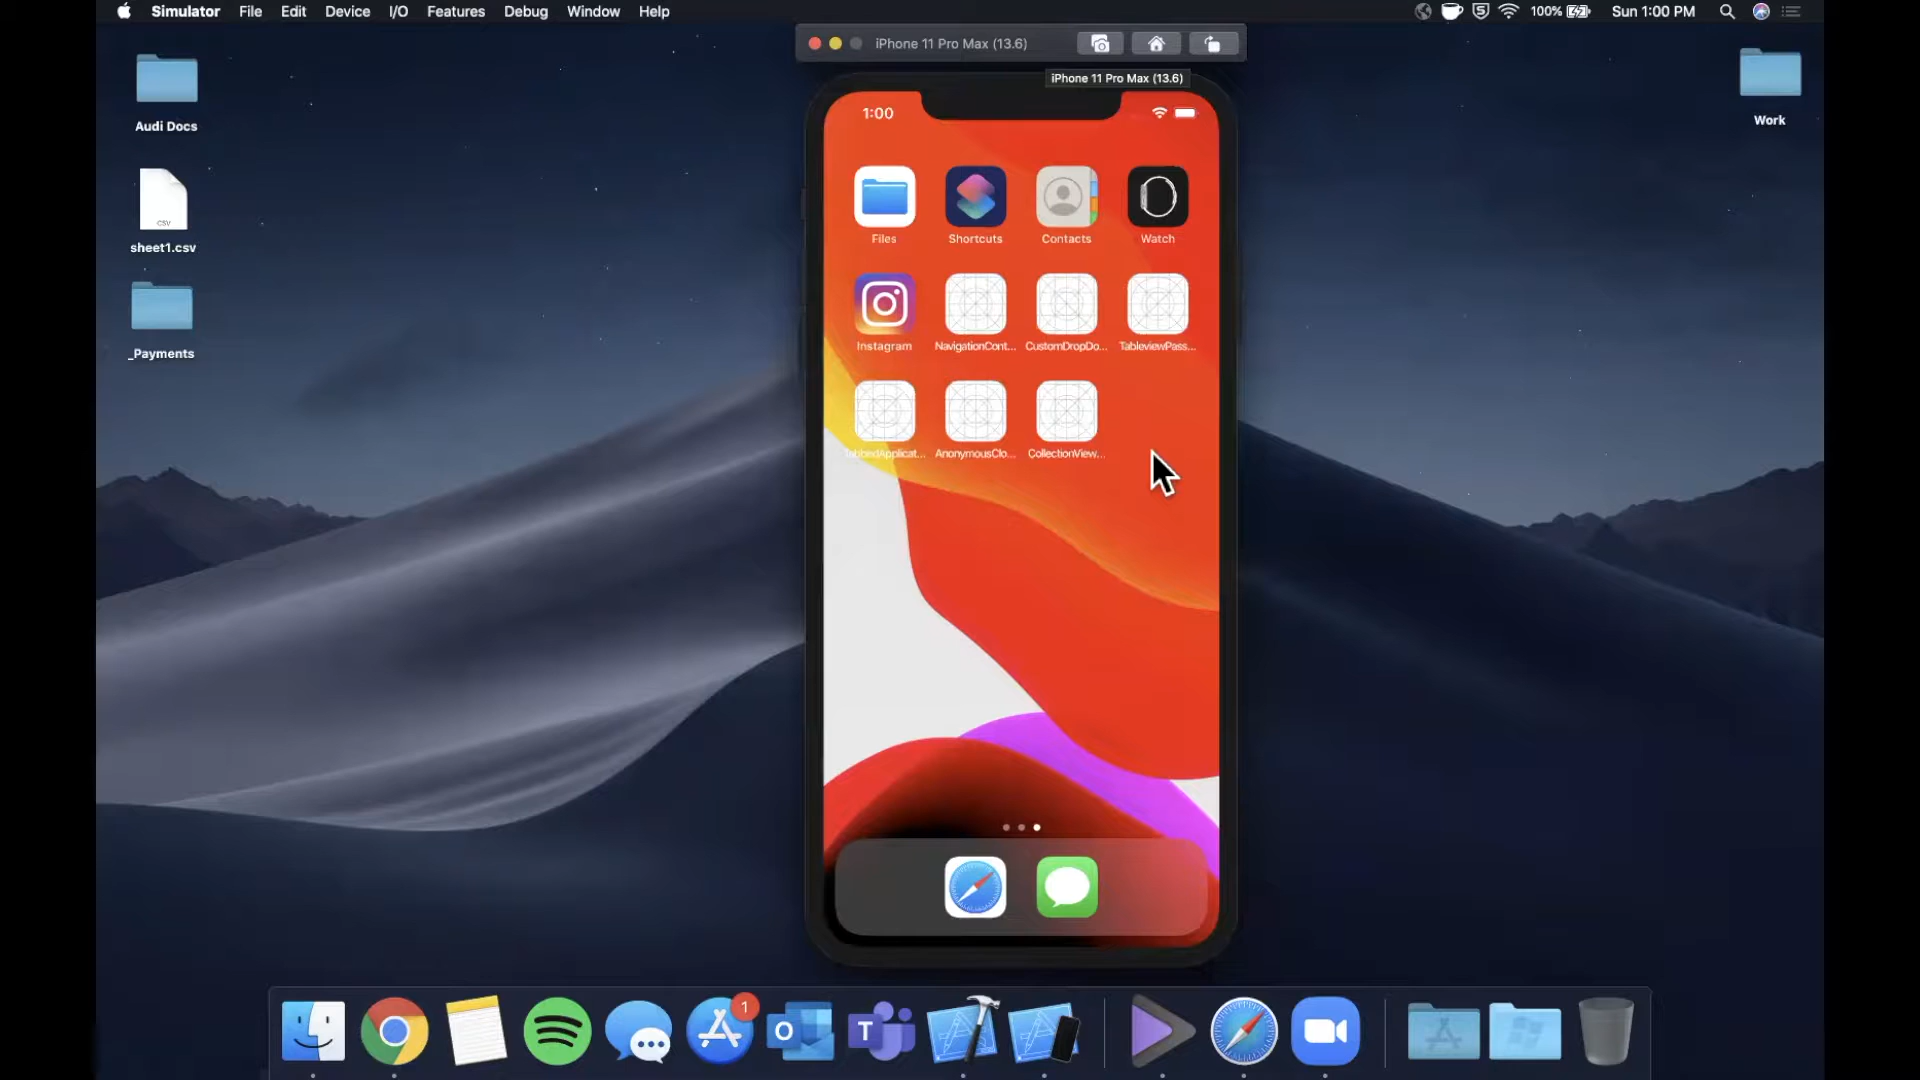 Simulator File Edit Device I/O Features Debug Window Help 100% Sun 1:00 PM
iPhone 11 Pro Max (13.6)
iPhone 11 Pro Max (13.6)
Audi Docs
CSV
sheet1.csv
_Payments
Work
1:00
Files Shortcuts Contacts Watch
Instagram NavigationCont... CustomDropDo... TableviewPass...
TabbedApplicat... AnonymousClo... CollectionView...
1
O
T